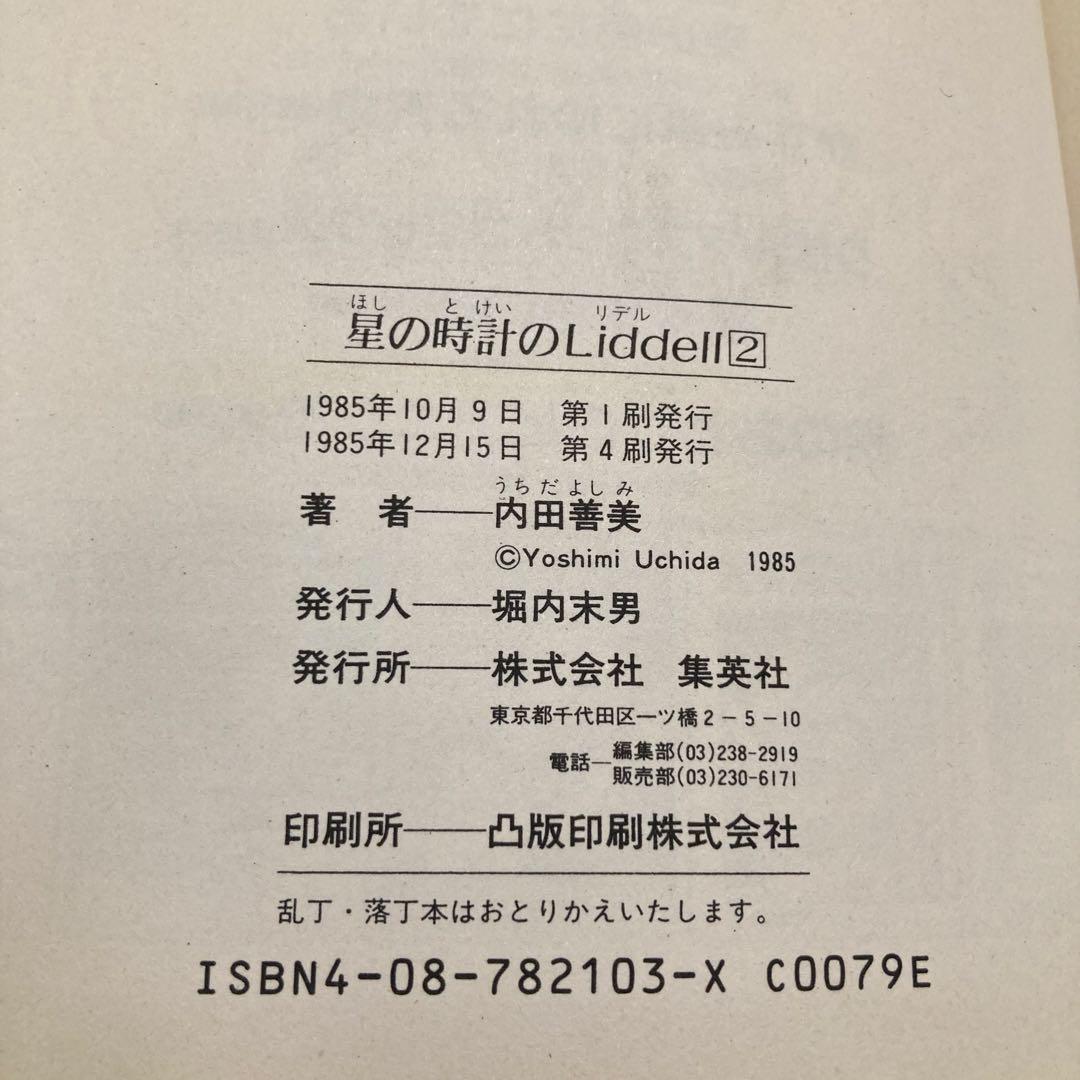 ほし と けい リデル
星の時計のLiddell2
1985年10月9日 第1刷発行
1985年12月15日 第4刷発行
うち だ よし み
著 者──内田善美
©Yoshimi Uchida 1985
発行人──堀内末男
発行所──株式会社 集英社
東京都千代田区一ツ橋2-5-10
電話─編集部(03)238-2919
販売部(03)230-6171
印刷所──凸版印刷株式会社
乱丁・落丁本はおとりかえいたします。
ISBN4-08-782103-X C0079E